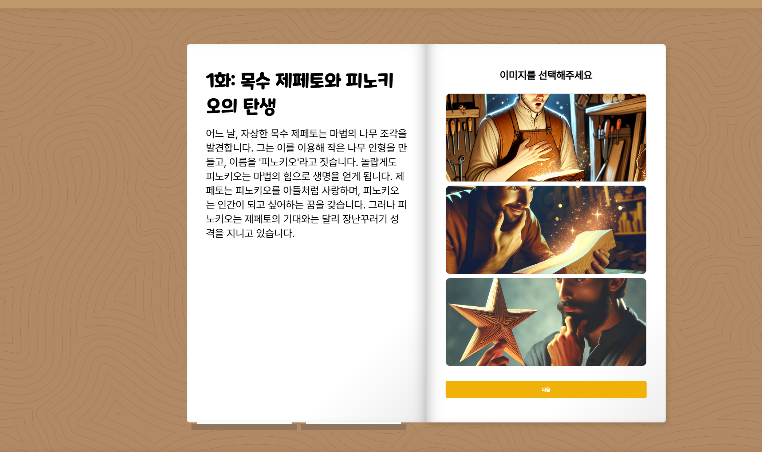 1화: 목수 제페토와 피노키
오의 탄생
어느 날, 자상한 목수 제페토는 마법의 나무 조각을
발견합니다. 그는 이를 이용해 작은 나무 인형을 만
들고, 이름을 '피노키오'라고 짓습니다. 놀랍게도
피노키오는 마법의 힘으로 생명을 얻게 됩니다. 제
페토는 피노키오를 아들처럼 사랑하며, 피노키오
는 인간이 되고 싶어하는 꿈을 갖습니다. 그러나 피
노키오는 제페토의 기대와는 달리 장난꾸러기 성
격을 지니고 있습니다.
이미지를 선택해주세요
다음